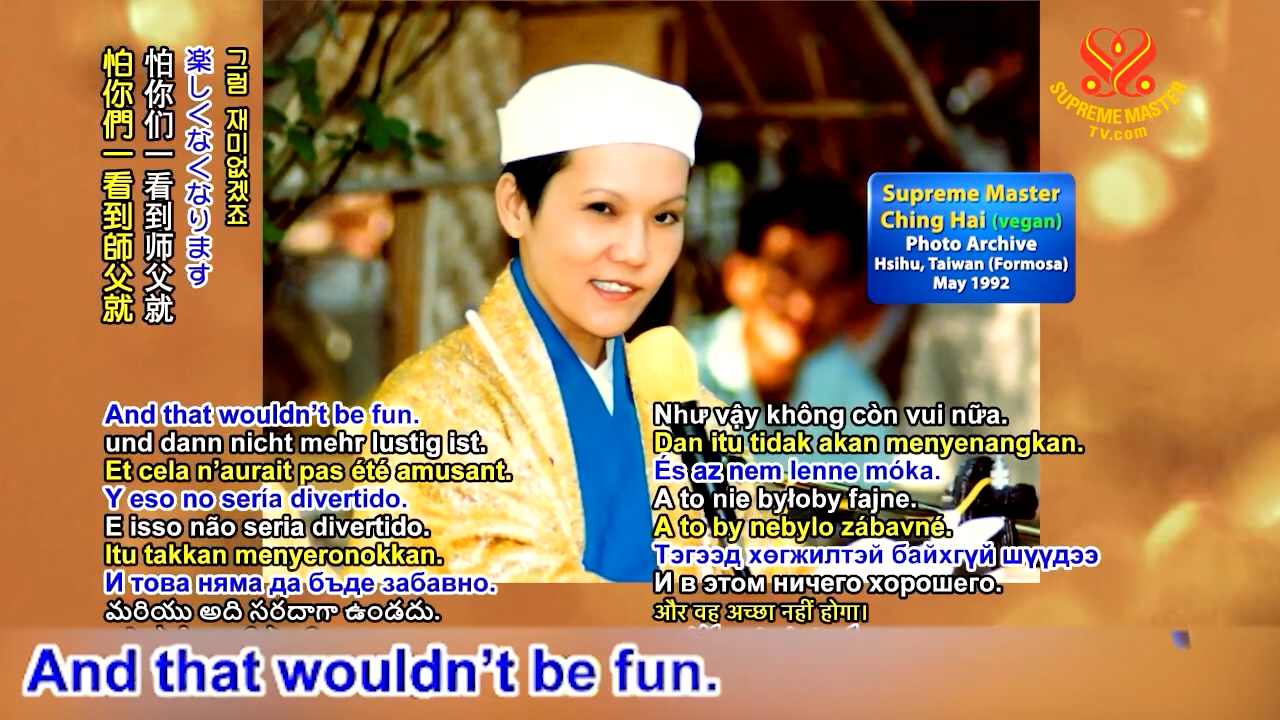 그럼 재미없겠죠
楽しくなくなります
怕你们一看到师父就
怕你們一看到師父就
SUPREME MASTER
TV.com
Supreme Master
Ching Hai (vegan)
Photo Archive
Hsihu, Taiwan (Formosa)
May 1992
And that wouldn't be fun.
und dann nicht mehr lustig ist.
Et cela n'aurait pas été amusant.
Y eso no sería divertido.
E isso não seria divertido.
Itu takkan menyeronokkan.
И това няма да бъде забавно.
మరియు అది సరదాగా ఉండదు.
Như vậy không còn vui nữa.
Dan itu tidak akan menyenangkan.
És az nem lenne móka.
A to nie byłoby fajne.
A to by nebylo zábavné.
Тэгээд хөгжилтэй байхгүй шүүдээ
И в этом ничего хорошего.
और वह अच्छा नहीं होगा।
And that wouldn't be fun.